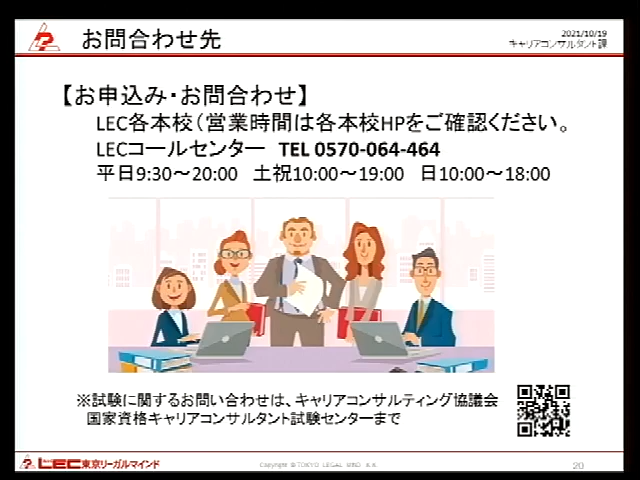 お問合わせ先
2021/10/19
キャリアコンサルタント課
【お申込み・お問合わせ】
LEC各本校（営業時間は各本校HPをご確認ください。
LECコールセンター TEL 0570-064-464
平日9:30～20:00 土祝10:00～19:00 日10:00～18:00
※試験に関するお問い合わせは、キャリアコンサルティング協議会
国家資格キャリアコンサルタント試験センターまで
LEC東京リーガルマインド
Copyright © TOKYO LEGAL MIND K.K.
20